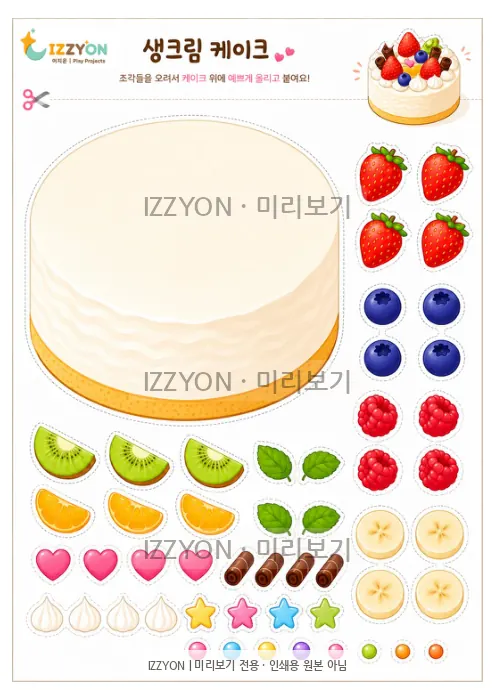 IZZYON
이지온 | Play Projects
생크림 케이크
조각들을 오려서 케이크 위에 예쁘게 올리고 붙여요!
IZZYON · 미리보기
IZZYON · 미리보기
IZZYON · 미리보기
IZZYON | 미리보기 전용 · 인쇄용 원본 아님